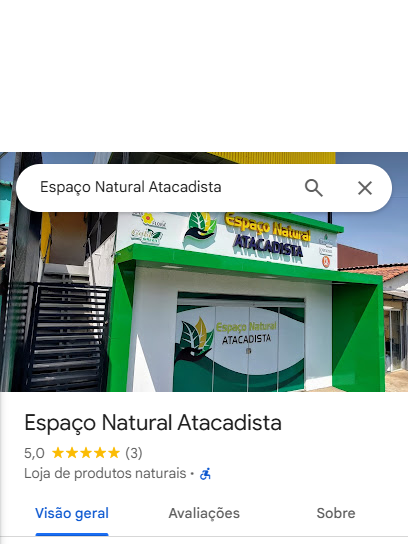 Espaço Natural Atacadista
Espaço Natural
ATACADISTA
Espaço Natural
ATACADISTA
Espaço Natural Atacadista
5,0 (3)
Loja de produtos naturais •
Visão geral Avaliações Sobre